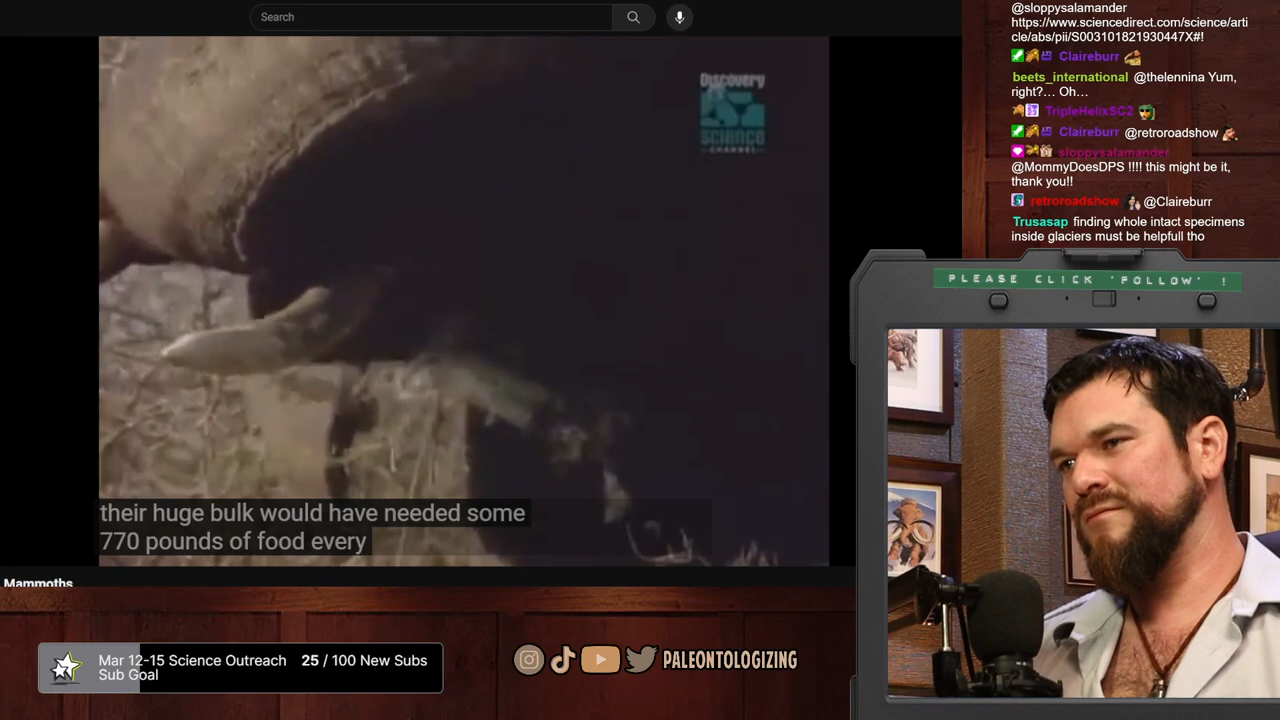 Search
Discovery
SCIENCE
CHANNEL
their huge bulk would have needed some
770 pounds of food every
Mammoths
Mar 12-15 Science Outreach
Sub Goal
25 / 100 New Subs
PALEONTOLOGIZING
@sloppysalamander
https://www.sciencedirect.com/science/arti
cle/abs/pii/S003101821930447X#!
Claireburr
beets_international @thelennina Yum,
right?... Oh...
TripleHelixSC2
Claireburr @retroroadshow
sloppysalamander
@MommyDoesDPS !!!! this might be it,
thank you!!
retroroadshow @Claireburr
Trusasap finding whole intact specimens
inside glaciers must be helpfull tho
PLEASE CLICK 'FOLLOW' !